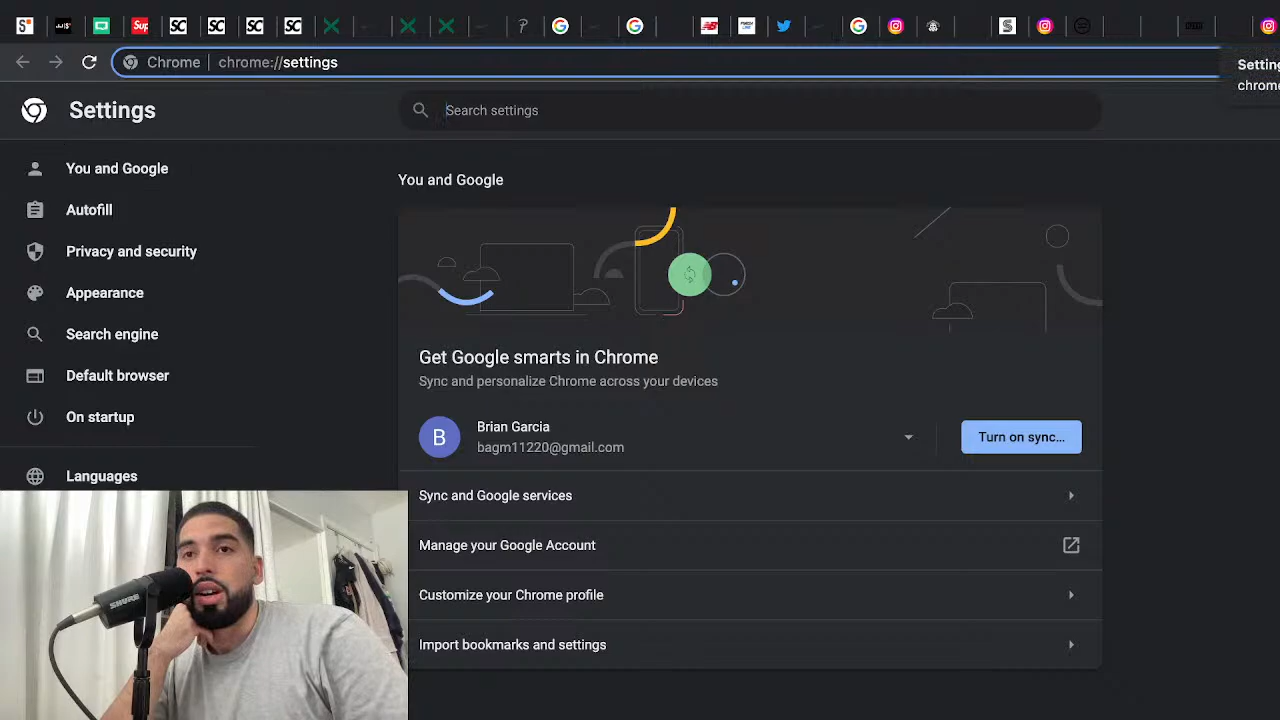 Chrome | chrome://settings
Settin
chrome
Settings
Search settings
You and Google
Autofill
Privacy and security
Appearance
Search engine
Default browser
On startup
Languages
You and Google
Get Google smarts in Chrome
Sync and personalize Chrome across your devices
B
Brian Garcia
bagm11220@gmail.com
Turn on sync...
Sync and Google services
Manage your Google Account
Customize your Chrome profile
Import bookmarks and settings
SHURE